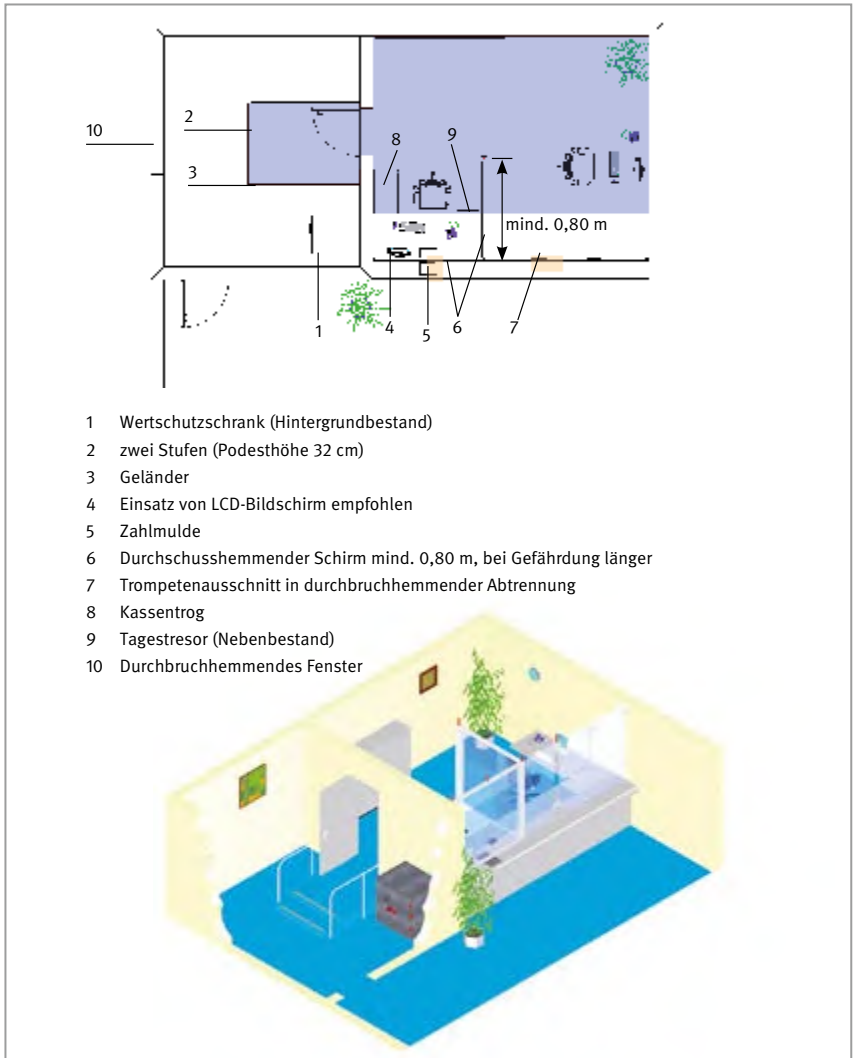 2
10
8
9
3
mind. 0,80 m
1
4
5
6
7
1 Wertschutzschrank (Hintergrundbestand)
2 zwei Stufen (Podesthöhe 32 cm)
3 Geländer
4 Einsatz von LCD-Bildschirm empfohlen
5 Zahlmulde
6 Durchschusshemmender Schirm mind. 0,80 m, bei Gefährdung länger
7 Trompetenausschnitt in durchbruchhemmender Abtrennung
8 Kassentrog
9 Tagestresor (Nebenbestand)
10 Durchbruchhemmendes Fenster